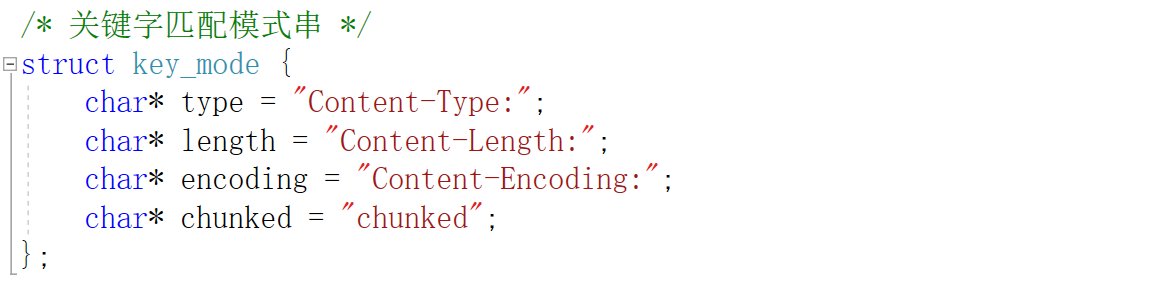 /* 关键字匹配模式串 */
struct key_mode {
    char* type = "Content-Type:";
    char* length = "Content-Length:";
    char* encoding = "Content-Encoding:";
    char* chunked = "chunked";
};